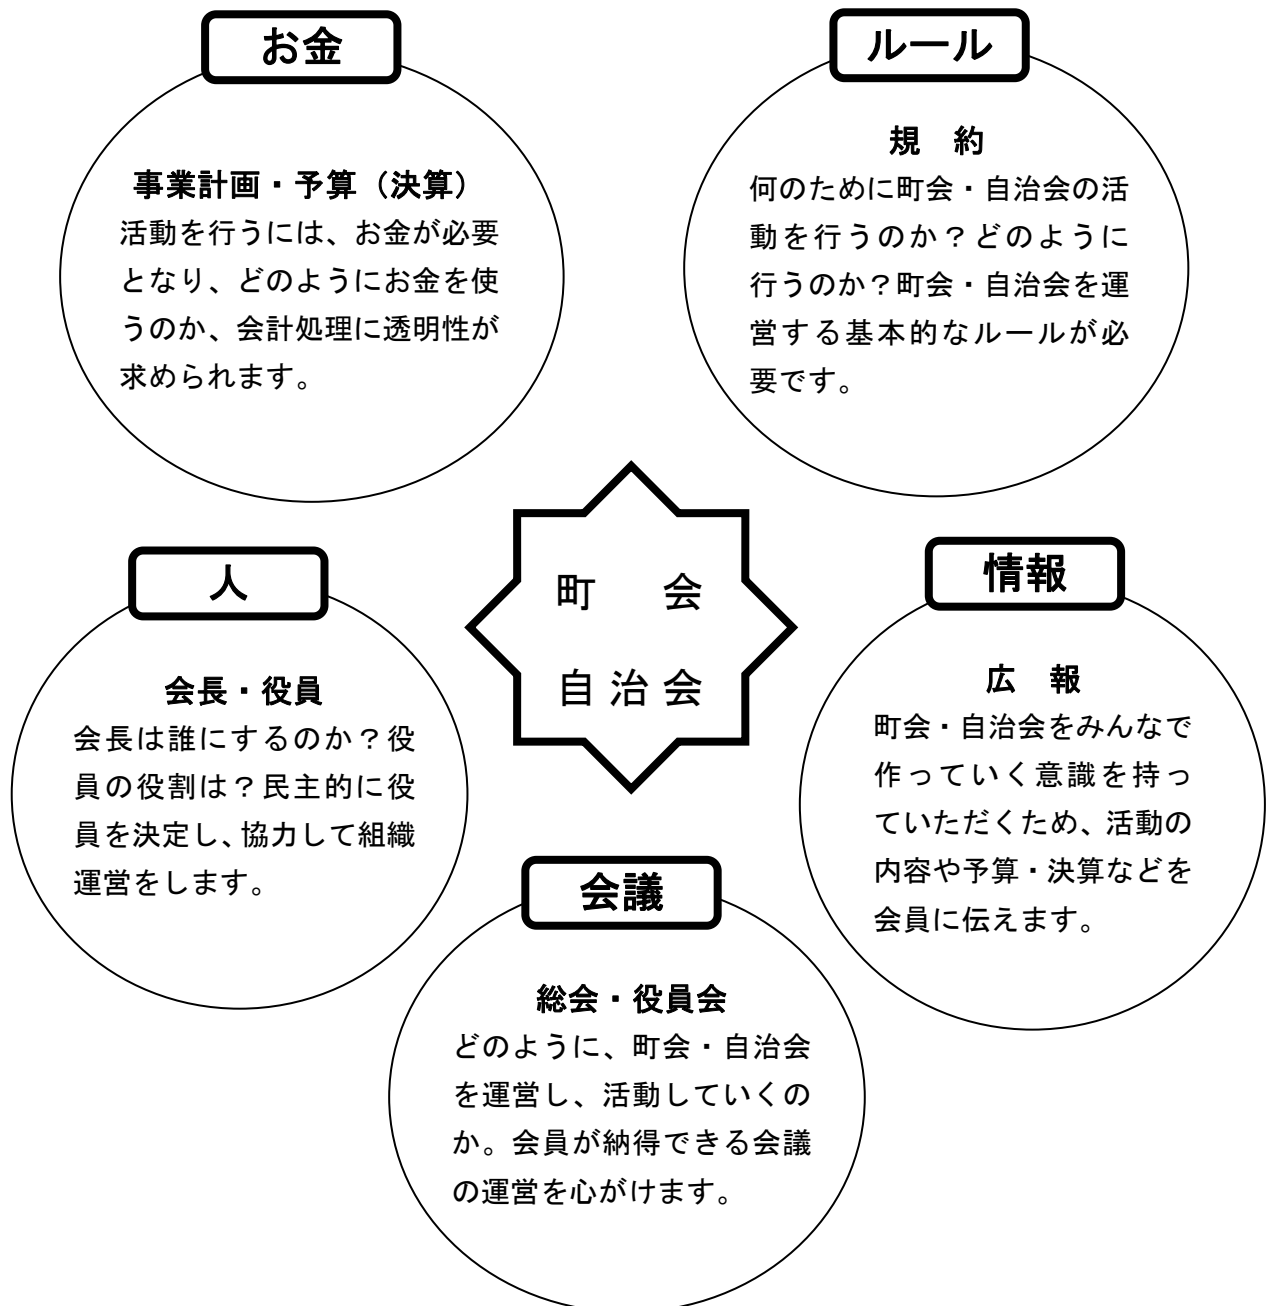 お金
事業計画・予算（決算）
活動を行うには、お金が必要
となり、どのようにお金を使
うのか、会計処理に透明性が
求められます。
ルール
規　約
何のために町会・自治会の活
動を行うのか？どのように
行うのか？町会・自治会を運
営する基本的なルールが必
要です。
町　会
自治会
人
会長・役員
会長は誰にするのか？役
員の役割は？民主的に役
員を決定し、協力して組織
運営をします。
情報
広　報
町会・自治会をみんなで
作っていく意識を持っ
ていただくため、活動の
内容や予算・決算などを
会員に伝えます。
会議
総会・役員会
どのように、町会・自治会
を運営し、活動していくの
か。会員が納得できる会議
の運営を心がけます。